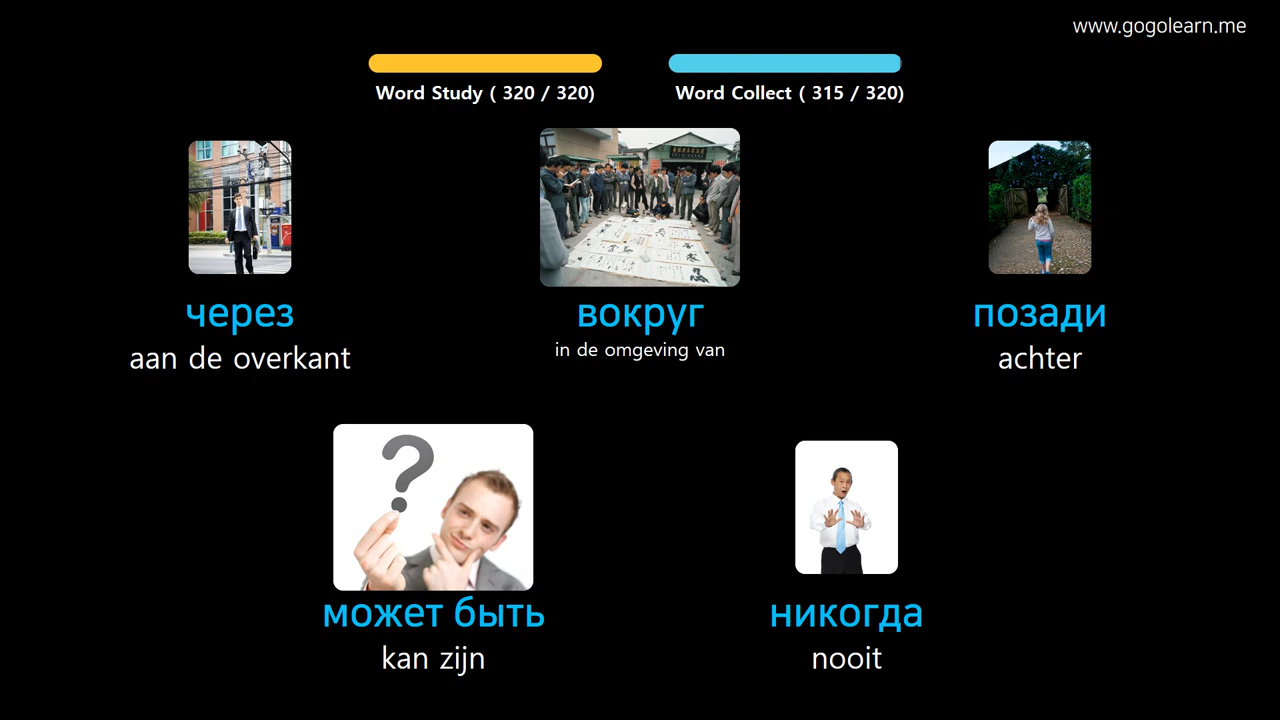 www.gogolearn.me
Word Study ( 320 / 320)
Word Collect ( 315 / 320)
через
aan de overkant
вокруг
in de omgeving van
позади
achter
может быть
kan zijn
никогда
nooit